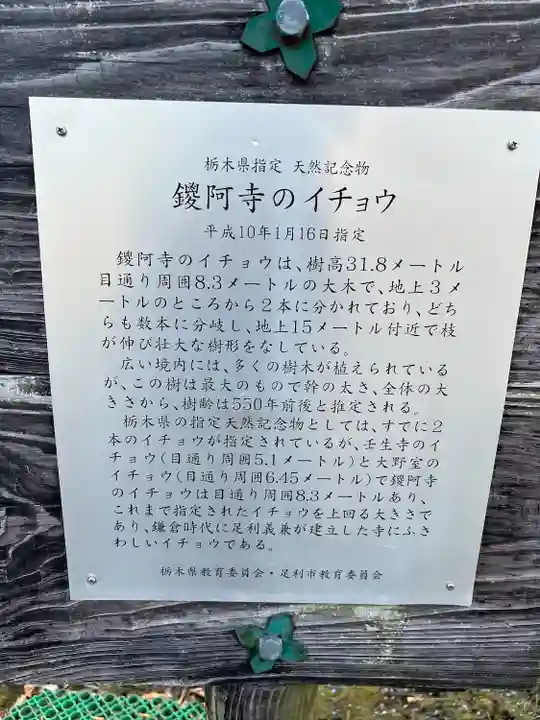 栃木県指定 天然記念物
鑁阿寺のイチョウ
平成10年1月16日指定
鑁阿寺のイチョウは、樹高31.8メートル
目通り周囲8.3メートルの大木で、地上3メ
ートルのところから2本に分かれており、どち
らも数本に分岐し、地上15メートル付近で枝
が伸び壮大な樹形をなしている。
広い境内には、多くの樹木が植えられている
が、この樹は最大のもので幹の太さ、全体の大
きさから、樹齢は550年前後と推定される。
栃木県の指定天然記念物としては、すでに2
本のイチョウが指定されているが、壬生寺のイ
チョウ(目通り周囲5.1メートル)と大野室の
イチョウ(目通り周囲6.45メートル)で鑁阿寺
のイチョウは目通り周囲8.3メートルあり、
これまで指定されたイチョウを上回る大きさで
あり、鎌倉時代に足利義兼が建立した寺にふさ
わしいイチョウである。
栃木県教育委員会・足利市教育委員会